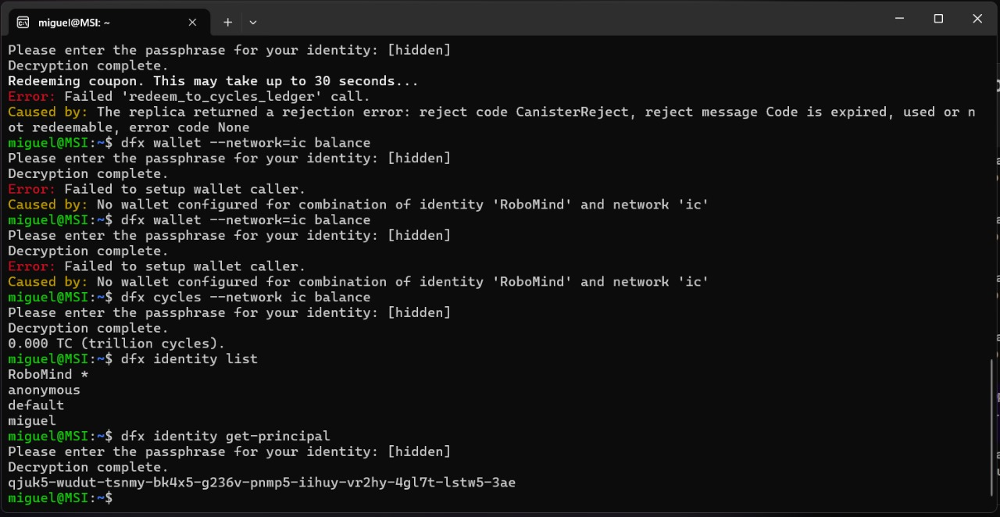 miguel@MSI: ~
Please enter the passphrase for your identity: [hidden]
Decryption complete.
Redeeming coupon. This may take up to 30 seconds...
Error: Failed 'redeem_to_cycles_ledger' call.
Caused by: The replica returned a rejection error: reject code CanisterReject, reject message Code is expired, used or n
ot redeemable, error code None
miguel@MSI:~$ dfx wallet --network=ic balance
Please enter the passphrase for your identity: [hidden]
Decryption complete.
Error: Failed to setup wallet caller.
Caused by: No wallet configured for combination of identity 'RoboMind' and network 'ic'
miguel@MSI:~$ dfx wallet --network=ic balance
Please enter the passphrase for your identity: [hidden]
Decryption complete.
Error: Failed to setup wallet caller.
Caused by: No wallet configured for combination of identity 'RoboMind' and network 'ic'
miguel@MSI:~$ dfx cycles --network ic balance
Please enter the passphrase for your identity: [hidden]
Decryption complete.
0.000 TC (trillion cycles).
miguel@MSI:~$ dfx identity list
RoboMind *
anonymous
default
miguel
miguel@MSI:~$ dfx identity get-principal
Please enter the passphrase for your identity: [hidden]
Decryption complete.
qjuk5-wudut-tsnmy-bk4x5-g236v-pnmp5-iihuy-vr2hy-4gl7t-lstw5-3ae
miguel@MSI:~$